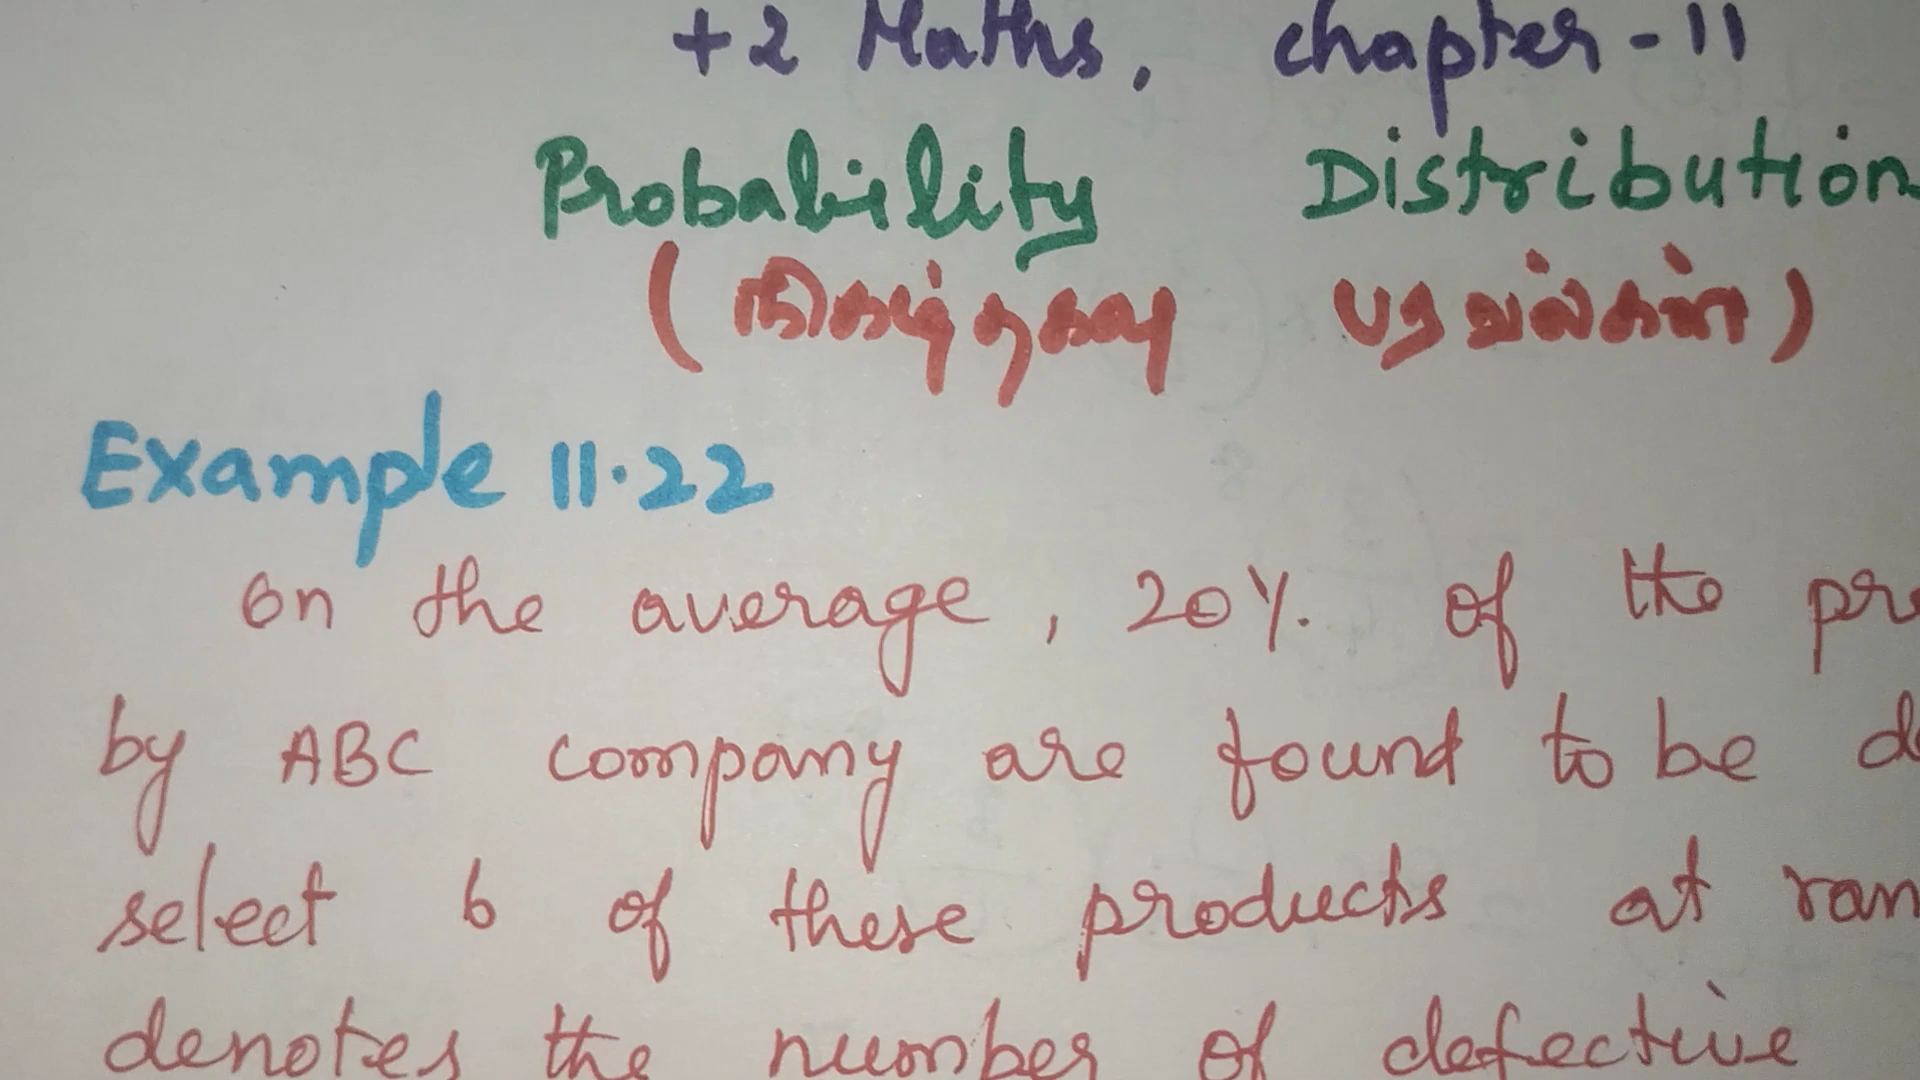 +2 Maths, chapter-11
Probability Distribution
(நிகழ்தகவு பரவல்கள்)
Example 11.22
on the average, 20% of the
by ABC company are found to be
select 6 of these products at
denotes the number of defective